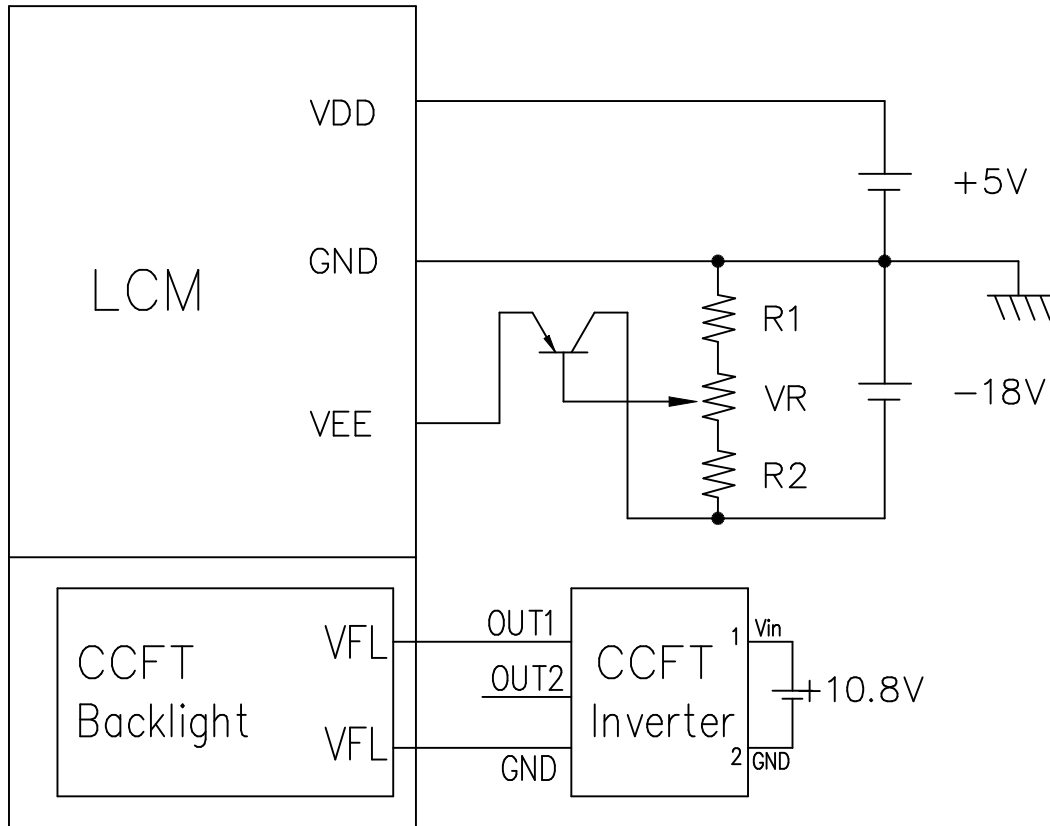 VDD
+5V
GND
LCM
R1
VR
-18V
VEE
R2
CCFT
Backlight
VFL
VFL
OUT1
OUT2
GND
CCFT
Inverter
1
2
Vin
GND
+10.8V